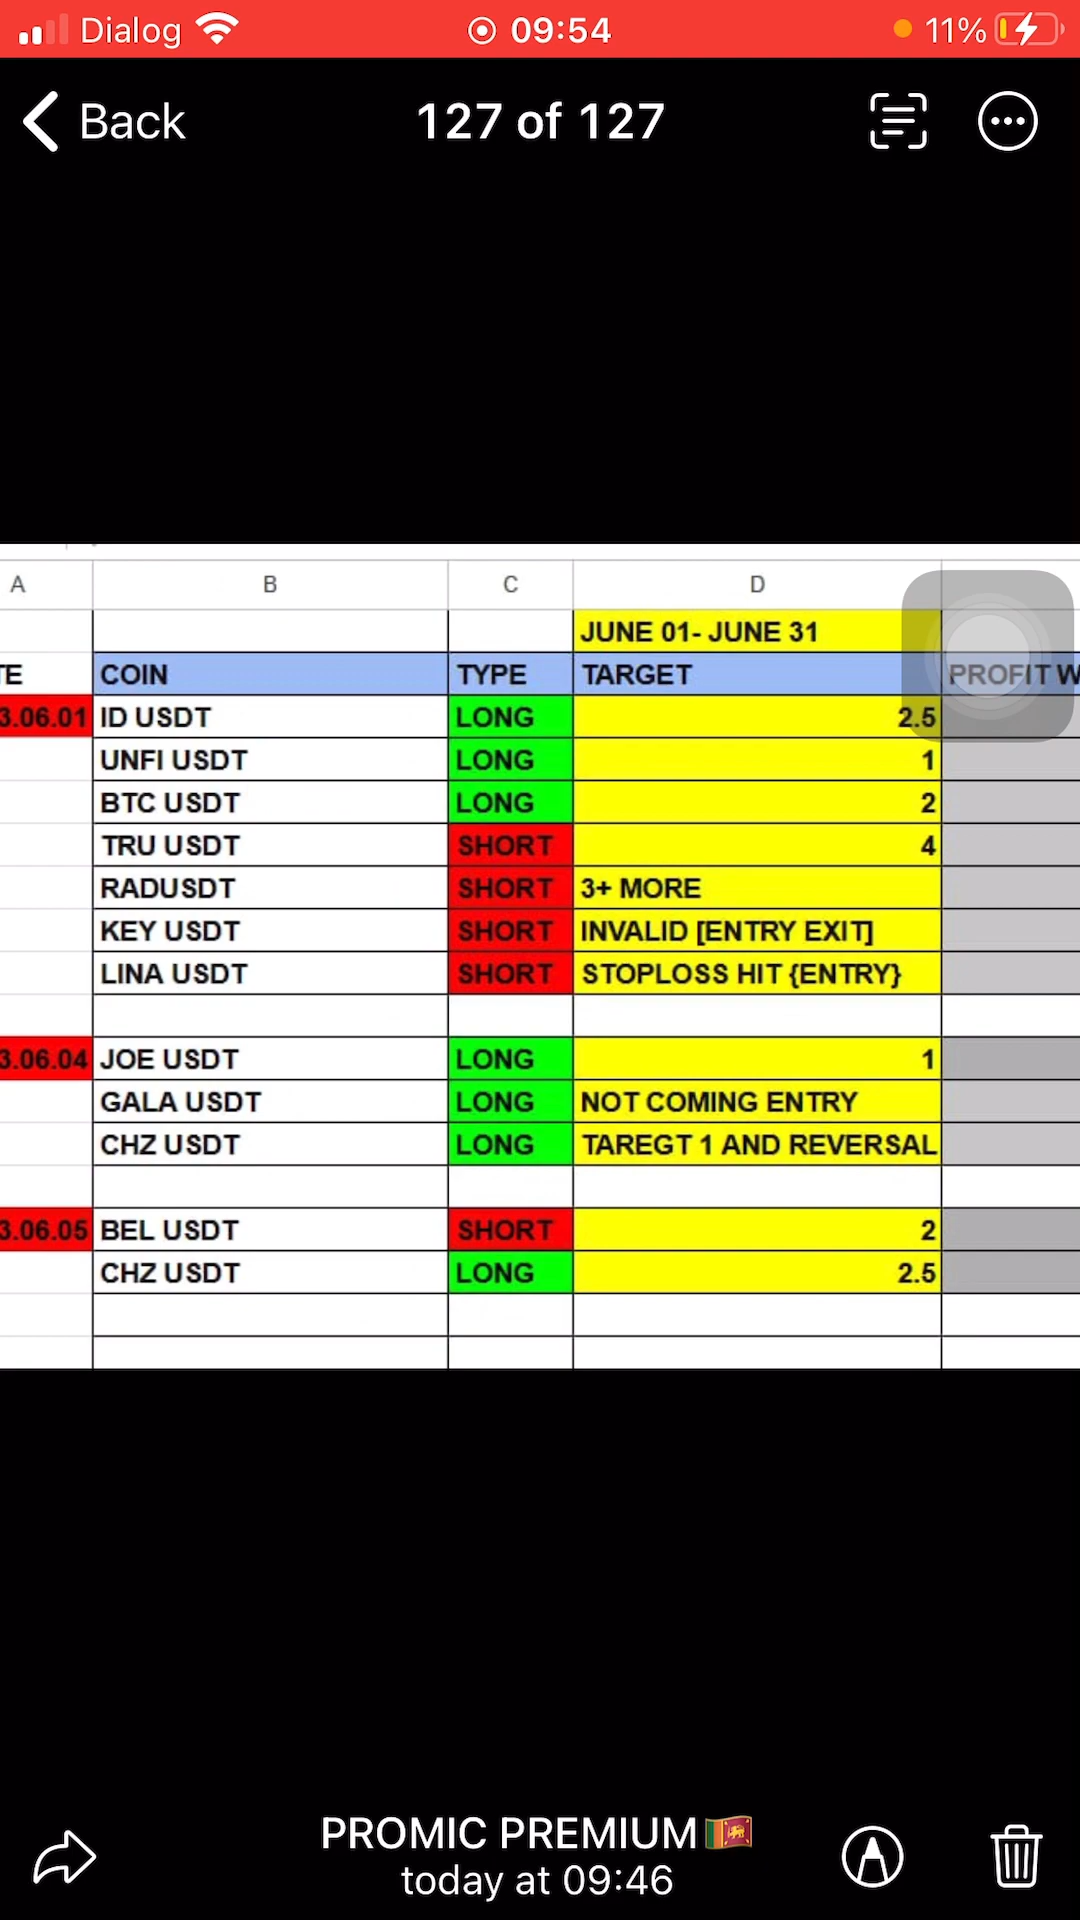 Dialog 09:54 11%
Back 127 of 127
A B C D
JUNE 01- JUNE 31
TE COIN TYPE TARGET PROFIT W
3.06.01 ID USDT LONG 2.5
UNFI USDT LONG 1
BTC USDT LONG 2
TRU USDT SHORT 4
RADUSDT SHORT 3+ MORE
KEY USDT SHORT INVALID [ENTRY EXIT]
LINA USDT SHORT STOPLOSS HIT {ENTRY}
3.06.04 JOE USDT LONG 1
GALA USDT LONG NOT COMING ENTRY
CHZ USDT LONG TAREGT 1 AND REVERSAL
3.06.05 BEL USDT SHORT 2
CHZ USDT LONG 2.5
PROMIC PREMIUM🇱🇰
today at 09:46